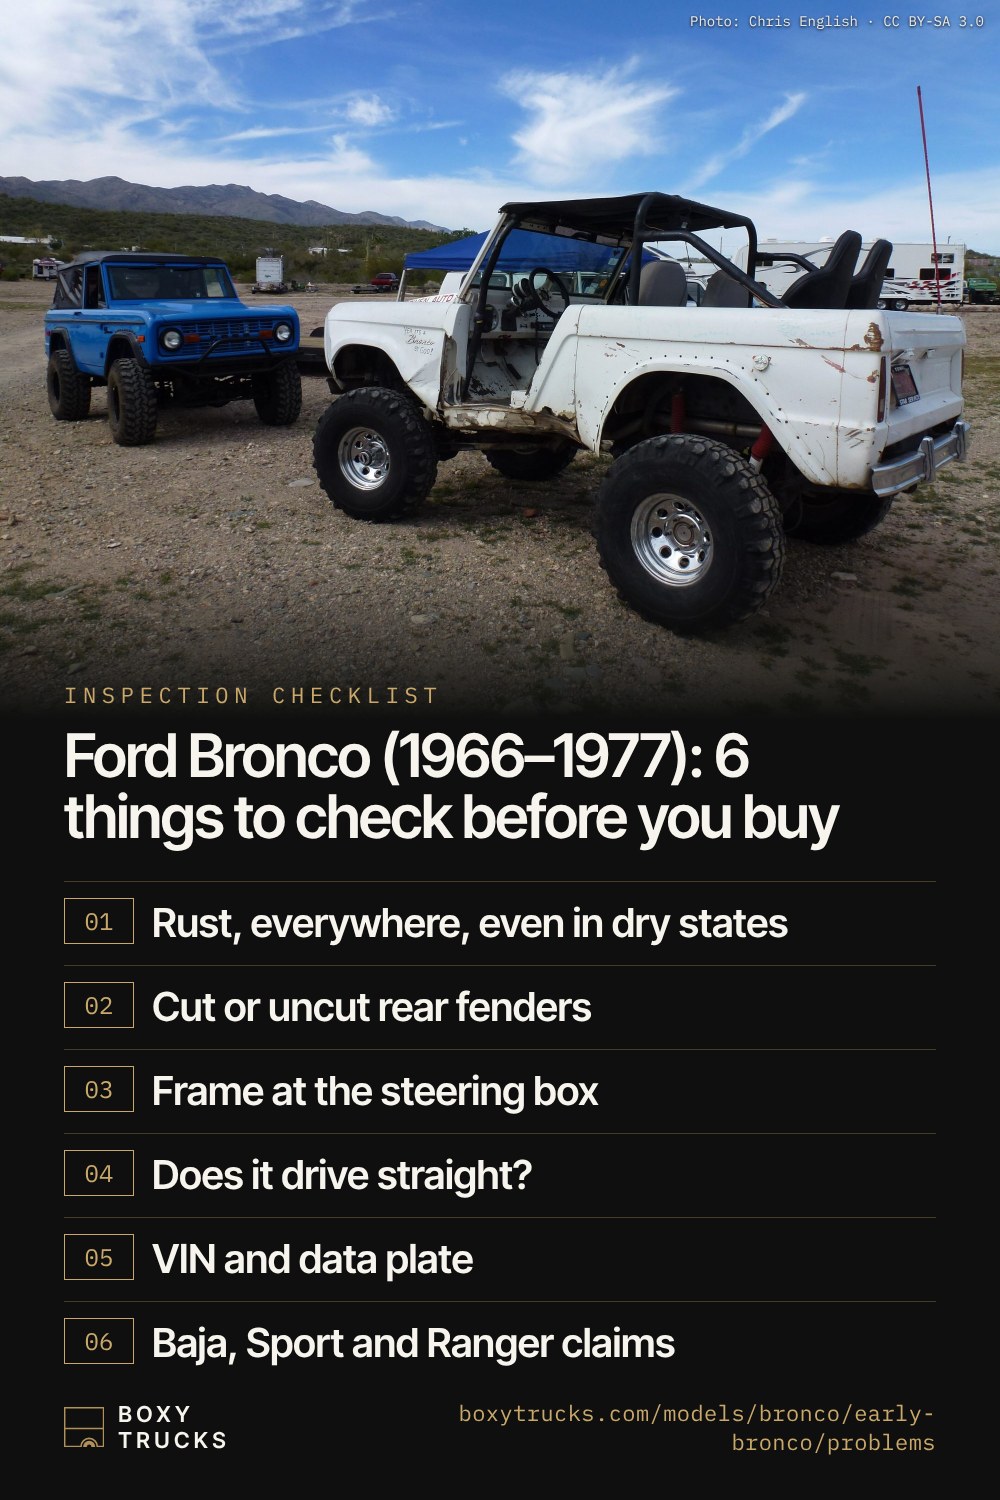 Photo: Chris English · CC BY-SA 3.0
INSPECTION CHECKLIST
Ford Bronco (1966–1977): 6
things to check before you buy
01 Rust, everywhere, even in dry states
02 Cut or uncut rear fenders
03 Frame at the steering box
04 Does it drive straight?
05 VIN and data plate
06 Baja, Sport and Ranger claims
BOXY
TRUCKS
boxytrucks.com/models/bronco/early-
bronco/problems